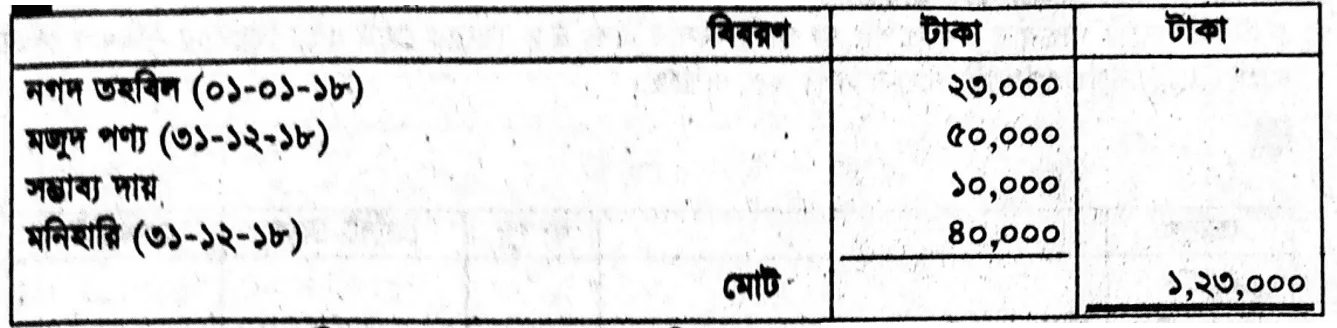 বিবরণ টাকা টাকা
নগদ তহবিল (০১-০১-১৮) ২৩,০০০
মজুদ পণ্য (৩১-১২-১৮) ৫০,০০০
সম্ভাব্য দায় ১০,০০০
মনিহারি (৩১-১২-১৮) ৪০,০০০
মোট ১,২৩,০০০